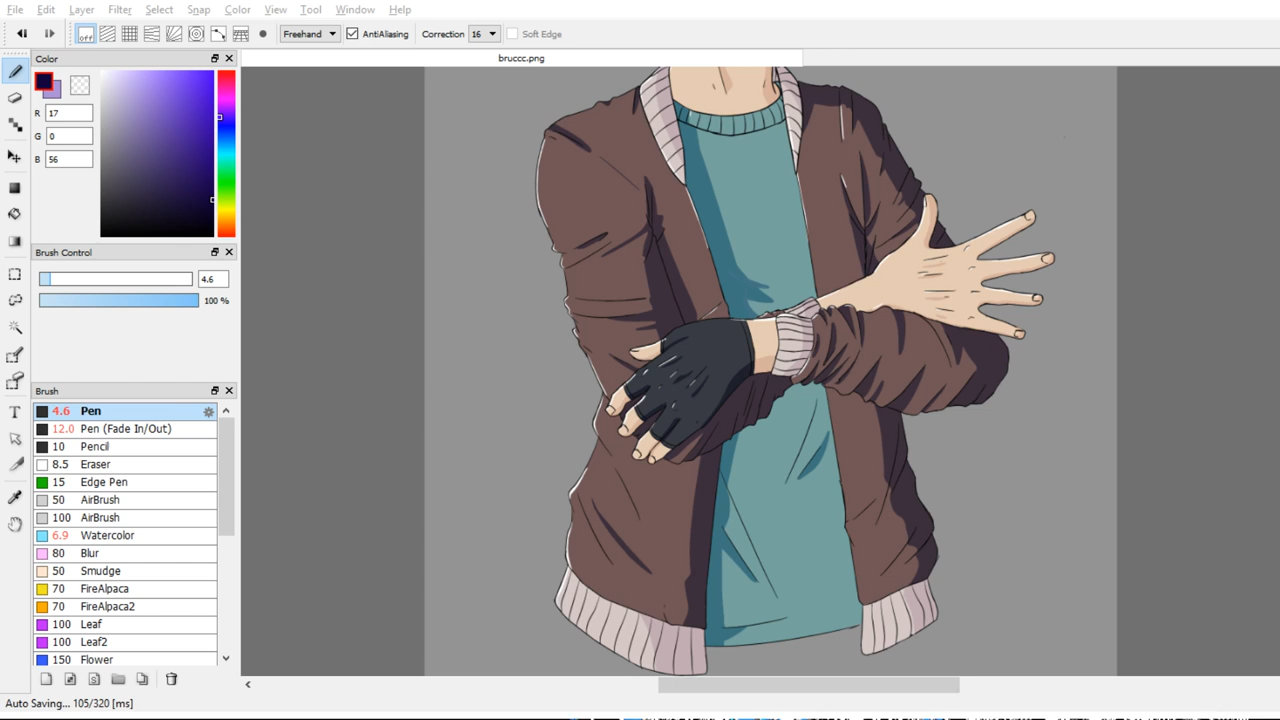 File Edit Layer Filter Select Snap Color View Tool Window Help
off Freehand AntiAliasing Correction 16 Soft Edge
bruccc.png
Color
R 17
G 0
B 56
Brush Control
4.6
100 %
Brush
4.6 Pen
12.0 Pen (Fade In/Out)
10 Pencil
8.5 Eraser
15 Edge Pen
50 AirBrush
100 AirBrush
6.9 Watercolor
80 Blur
50 Smudge
70 FireAlpaca
70 FireAlpaca2
100 Leaf
100 Leaf2
150 Flower
T
Auto Saving... 105/320 [ms]